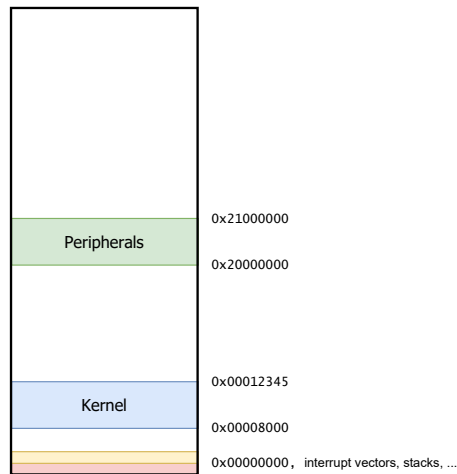 0x21000000
Peripherals
0x20000000
0x00012345
Kernel
0x00008000
0x00000000, interrupt vectors, stacks, ...